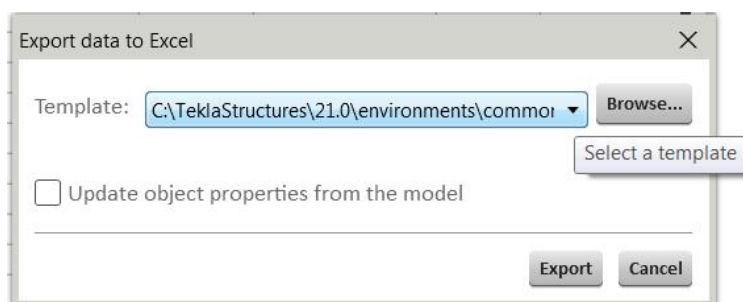 Export data to Excel
Template: C:\TeklaStructures\21.0\environments\common Browse...
Select a template
Update object properties from the model
Export Cancel